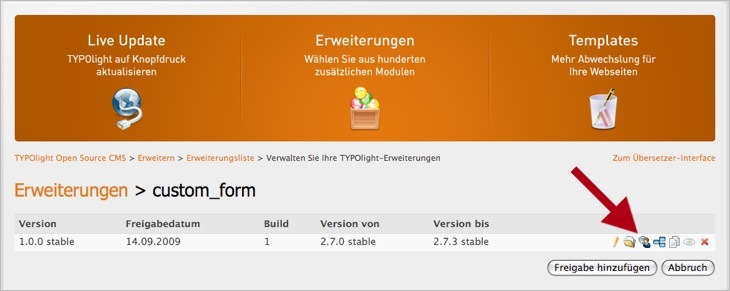 Live Update
TYPOlight auf Knopfdruck
aktualisieren
Erweiterungen
Wählen Sie aus hunderten
zusätzlichen Modulen
Templates
Mehr Abwechslung für
Ihre Webseiten
TYPOlight Open Source CMS > Erweitern > Erweiterungsliste > Verwalten Sie Ihre TYPOlight-Erweiterungen
Zum Übersetzer-Interface
Erweiterungen > custom_form
Version Freigabedatum Build Version von Version bis
1.0.0 stable 14.09.2009 1 2.7.0 stable 2.7.3 stable
Freigabe hinzufügen Abbruch